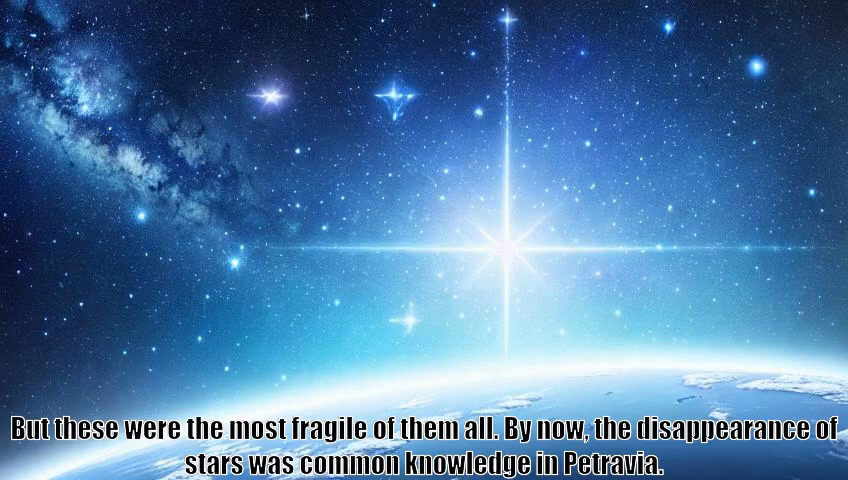 But these were the most fragile of them all. By now, the disappearance of
stars was common knowledge in Petravia.